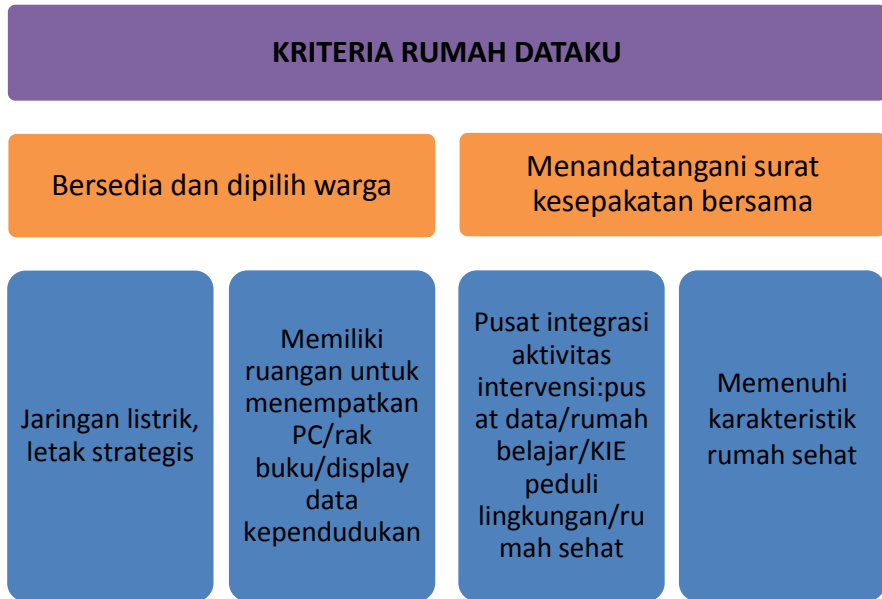 KRITERIA RUMAH DATAKU
Bersedia dan dipilih warga
Menandatangani surat
kesepakatan bersama
Jaringan listrik,
letak strategis
Memiliki
ruangan untuk
menempatkan
PC/rak
buku/display
data
kependudukan
Pusat integrasi
aktivitas
intervensi:pus
at data/rumah
belajar/KIE
peduli
lingkungan/ru
mah sehat
Memenuhi
karakteristik
rumah sehat